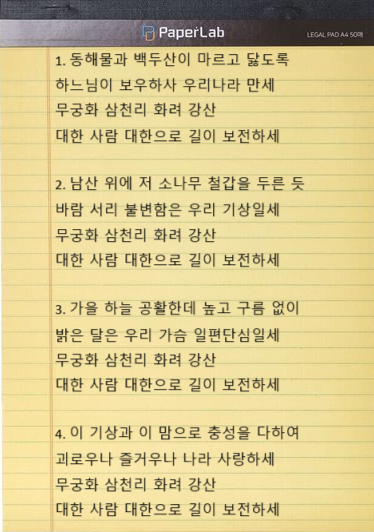 PaperLab
LEGAL PAD A4 50매
1. 동해물과 백두산이 마르고 닳도록
하느님이 보우하사 우리나라 만세
무궁화 삼천리 화려 강산
대한 사람 대한으로 길이 보전하세
2. 남산 위에 저 소나무 철갑을 두른 듯
바람 서리 불변함은 우리 기상일세
무궁화 삼천리 화려 강산
대한 사람 대한으로 길이 보전하세
3. 가을 하늘 공활한데 높고 구름 없이
밝은 달은 우리 가슴 일편단심일세
무궁화 삼천리 화려 강산
대한 사람 대한으로 길이 보전하세
4. 이 기상과 이 맘으로 충성을 다하여
괴로우나 즐거우나 나라 사랑하세
무궁화 삼천리 화려 강산
대한 사람 대한으로 길이 보전하세